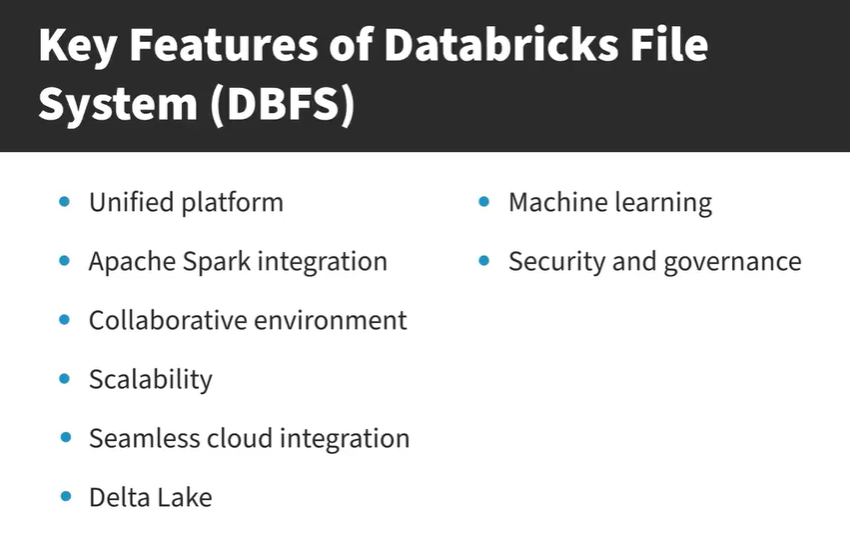 Key Features of Databricks File
System (DBFS)
Unified platform
Apache Spark integration
Collaborative environment
Scalability
Seamless cloud integration
Delta Lake
Machine learning
Security and governance